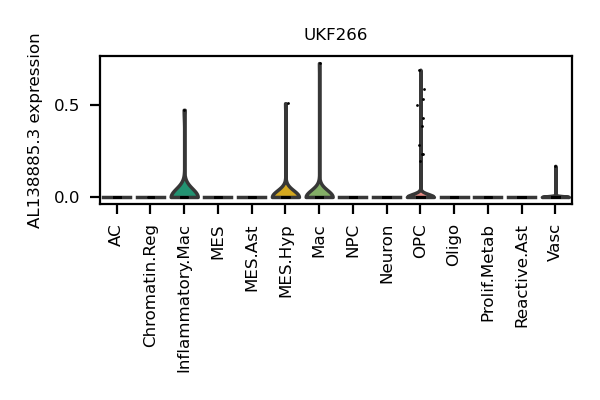 UKF266
AL138885.3 expression
0.5
0.0
AC
Chromatin.Reg
Inflammatory.Mac
MES
MES.Ast
MES.Hyp
Mac
NPC
Neuron
OPC
Oligo
Prolif.Metab
Reactive.Ast
Vasc